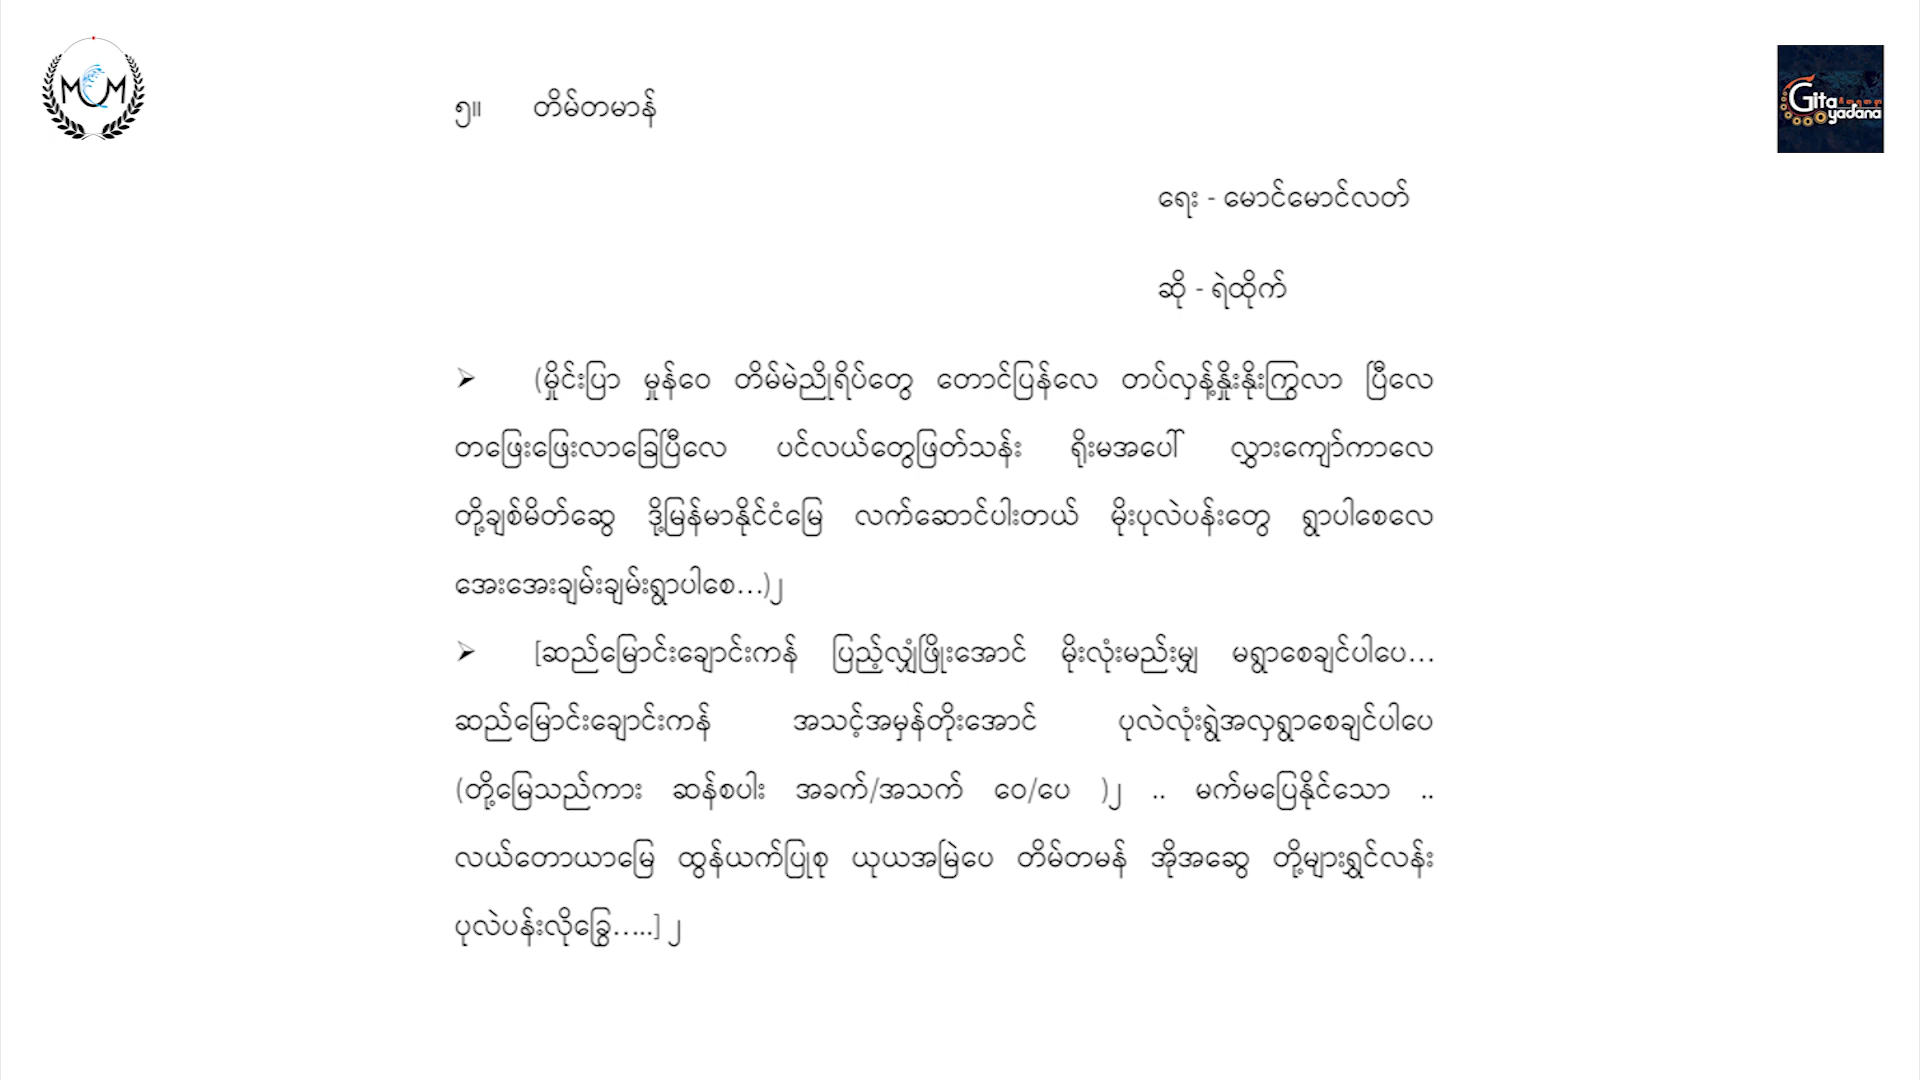 MCM
Gita
ဂီတရတနာ
yadana
၅။ တိမ်တမာန်
ရေး - မောင်မောင်လတ်
ဆို - ရဲထိုက်
➢ (မှိုင်းပြာ မှုန်ဝေ တိမ်မဲညိုရိပ်တွေ တောင်ပြန်လေ တပ်လှန့်နှိုးနိုးကြွလာ ပြီလေ
တဖြေးဖြေးလာခြေပြီလေ ပင်လယ်တွေဖြတ်သန်း ရိုးမအပေါ် လွှားကျော်ကာလေ
တို့ချစ်မိတ်ဆွေ ဒို့မြန်မာနိုင်ငံမြေ လက်ဆောင်ပါးတယ် မိုးပုလဲပန်းတွေ ရွာပါစေလေ
အေးအေးချမ်းချမ်းရွာပါစေ...)၂
➢ [ဆည်မြောင်းချောင်းကန် ပြည့်လျှံဖြိုးအောင် မိုးလုံးမည်းမျှ မရွာစေချင်ပါပေ...
ဆည်မြောင်းချောင်းကန် အသင့်အမှန်တိုးအောင် ပုလဲလုံးရွဲအလှရွာစေချင်ပါပေ
(တို့မြေသည်ကား ဆန်စပါး အခက်/အသက် ဝေ/ပေ )၂ .. မက်မပြေနိုင်သော ..
လယ်တောယာမြေ ထွန်ယက်ပြုစု ယုယအမြဲပေ တိမ်တမန် အိုအဆွေ တို့များရွှင်လန်း
ပုလဲပန်းလိုခြွေ.....] ၂